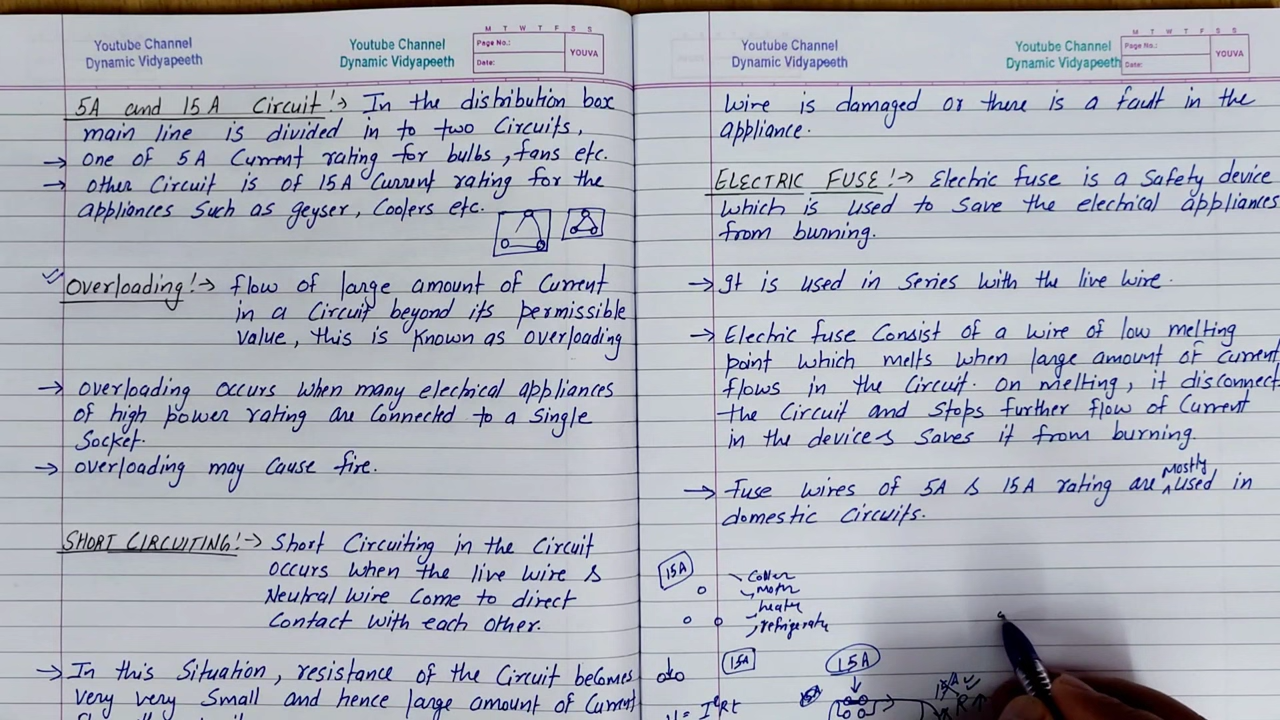 Youtube Channel
Dynamic Vidyapeeth
Youtube Channel
Dynamic Vidyapeeth
M T W T F S S
Page No.:
Date:
YOUVA
5A and 15A Circuit !→ In the distribution box
main line is divided in to two Circuits,
→ one of 5A Current rating for bulbs, fans etc.
→ other Circuit is of 15A Current rating for the
appliances Such as geyser, Coolers etc.
Overloading !→ flow of large amount of Current
in a Circuit beyond its permissible
value, this is known as overloading
→ overloading occurs when many electrical appliances
of high power rating are Connected to a Single
Socket.
→ overloading may cause fire.
SHORT CIRCUITING !→ Short Circuiting in the Circuit
occurs when the live wire &
Neutral wire Come to direct
Contact with each other.
→ In this Situation, resistance of the Circuit becomes
very very Small and hence large amount of Current
Youtube Channel
Dynamic Vidyapeeth
Youtube Channel
Dynamic Vidyapeeth
M T W T F S S
Page No.:
Date:
YOUVA
wire is damaged or there is a fault in the
appliance.
ELECTRIC FUSE !→ Electric fuse is a Safety device
which is used to Save the electrical appliances
from burning.
→ It is used in Series with the live wire.
→ Electric fuse Consist of a wire of low melting
point which melts when large amount of Current
flows in the Circuit. on melting, it disconnect
the Circuit and Stops further flow of Current
in the device & Saves it from burning.
→ Fuse wires of 5A & 15A rating are Mostly used in
domestic Circuits.
15A
refrigerator
15A
15A